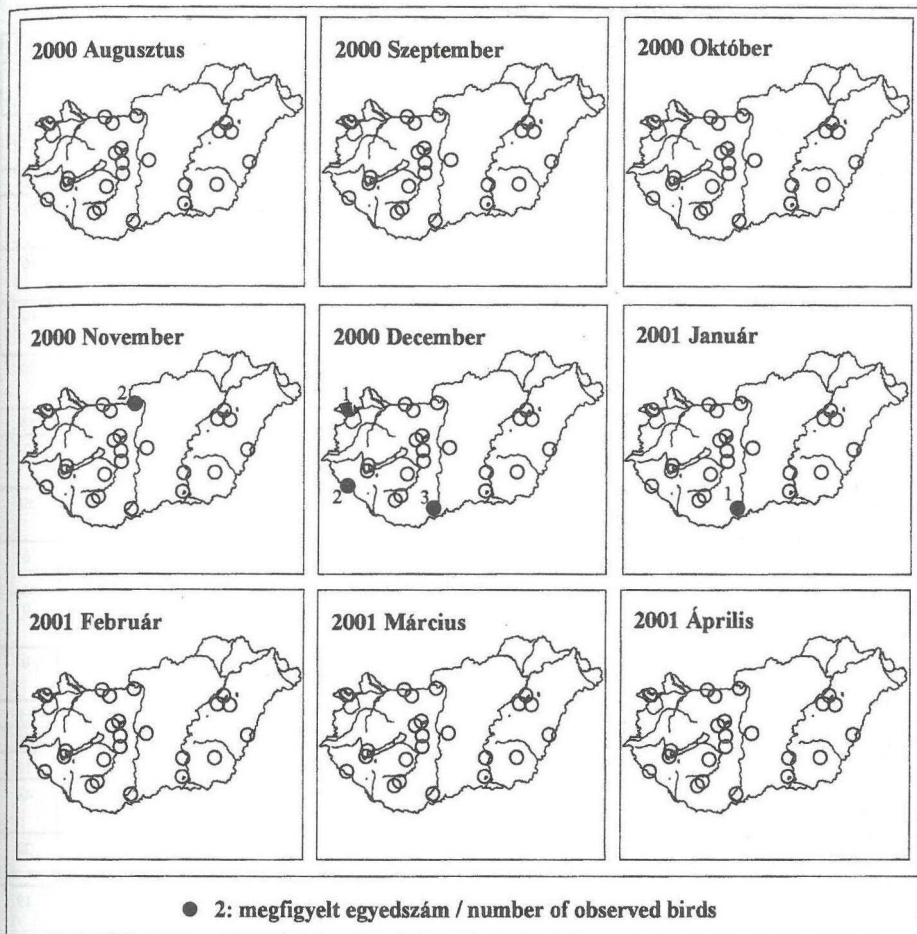 2000 Augusztus
2000 Szeptember
2000 Október
2000 November
2
2000 December
1
2
3
2001 Január
1
2001 Február
2001 Március
2001 Április
● 2: megfigyelt egyedszám / number of observed birds